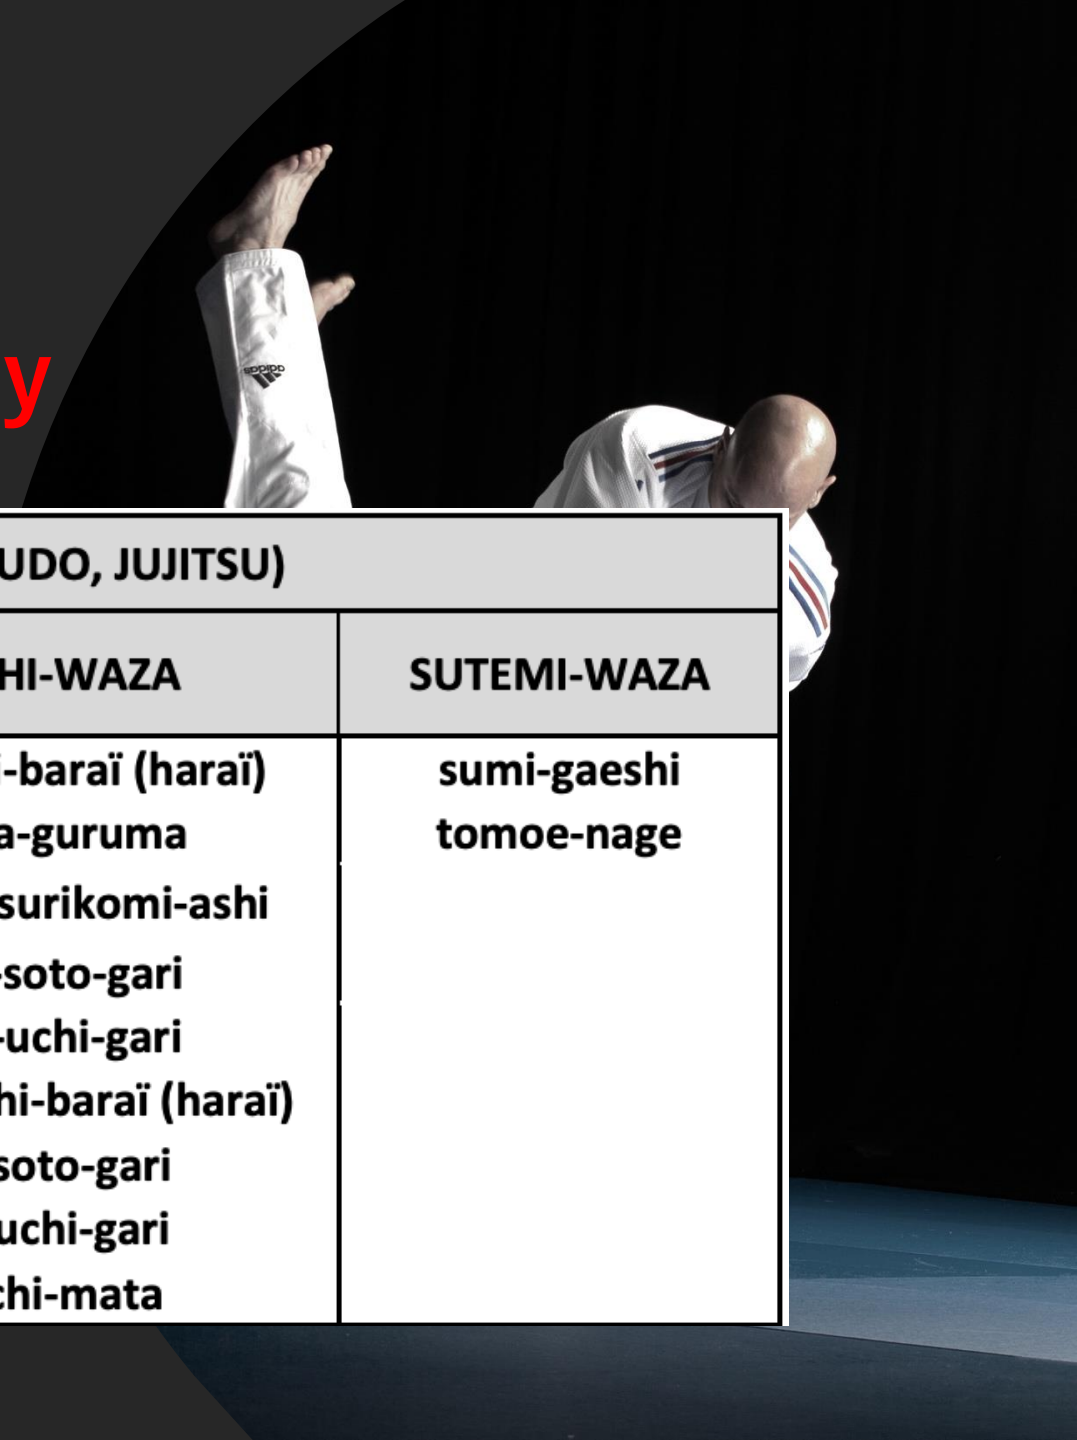 y
adidas
UDO, JUJITSU)
HI-WAZA
SUTEMI-WAZA
i-baraï (haraï)
sumi-gaeshi
a-guruma
tomoe-nage
surikomi-ashi
-soto-gari
-uchi-gari
hi-baraï (haraï)
soto-gari
uchi-gari
chi-mata